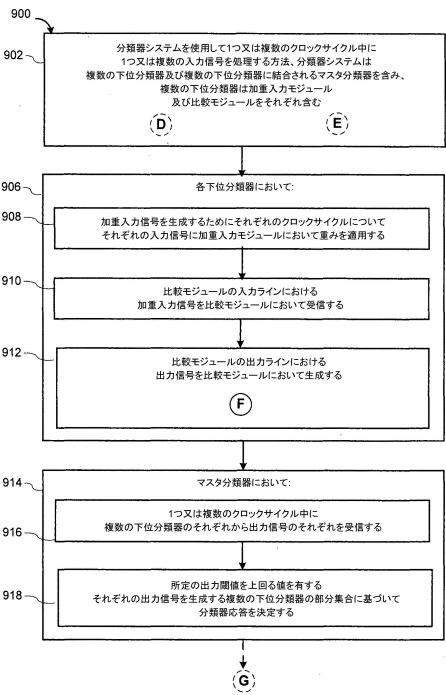 900
902
分類器システムを使用して1つ又は複数のクロックサイクル中に
1つ又は複数の入力信号を処理する方法、分類器システムは
複数の下位分類器及び複数の下位分類器に結合されるマスタ分類器を含み、
複数の下位分類器は加重入力モジュール
及び比較モジュールをそれぞれ含む
D
E
906
各下位分類器において:
908
加重入力信号を生成するためにそれぞれのクロックサイクルについて
それぞれの入力信号に加重入力モジュールにおいて重みを適用する
910
比較モジュールの入力ラインにおける
加重入力信号を比較モジュールにおいて受信する
912
比較モジュールの出力ラインにおける
出力信号を比較モジュールにおいて生成する
F
914
マスタ分類器において:
916
1つ又は複数のクロックサイクル中に
複数の下位分類器のそれぞれから出力信号のそれぞれを受信する
918
所定の出力閾値を上回る値を有する
それぞれの出力信号を生成する複数の下位分類器の部分集合に基づいて
分類器応答を決定する
G